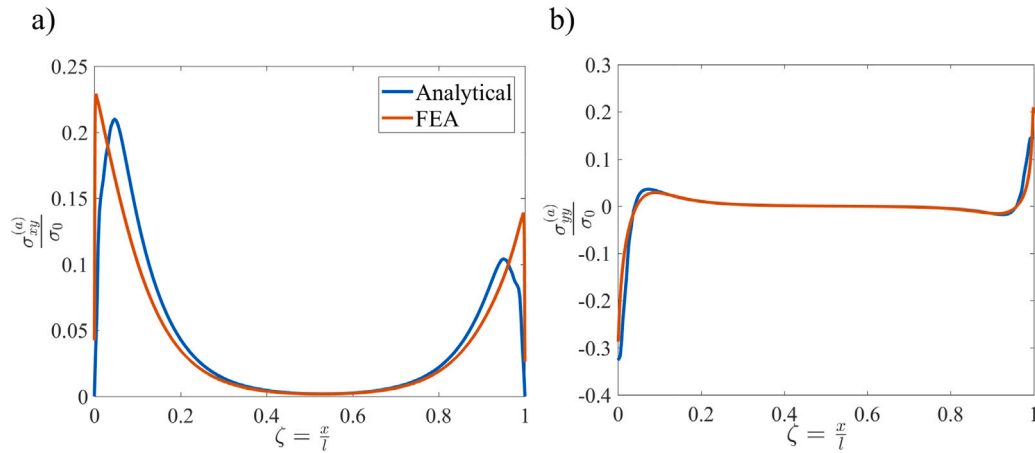 a)
0.25
0.2
0.15
0.1
0.05
0
σ_xy^(a) / σ_0
Analytical
FEA
0 0.2 0.4 0.6 0.8 1
ζ = x/l
b)
0.3
0.2
0.1
0
-0.1
-0.2
-0.3
-0.4
σ_yy^(a) / σ_0
0 0.2 0.4 0.6 0.8 1
ζ = x/l